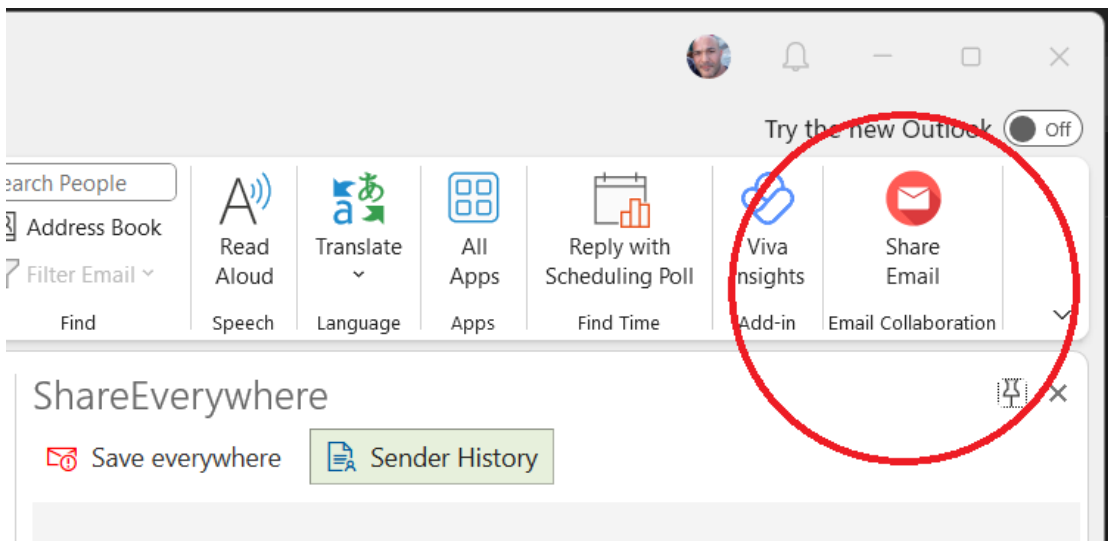 Try the new Outlook Off
earch People
Address Book
Filter Email
Find
Read
Aloud
Speech
Translate
Language
All
Apps
Apps
Reply with
Scheduling Poll
Find Time
Viva
Insights
Add-in
Share
Email
Email Collaboration
ShareEverywhere
Save everywhere
Sender History